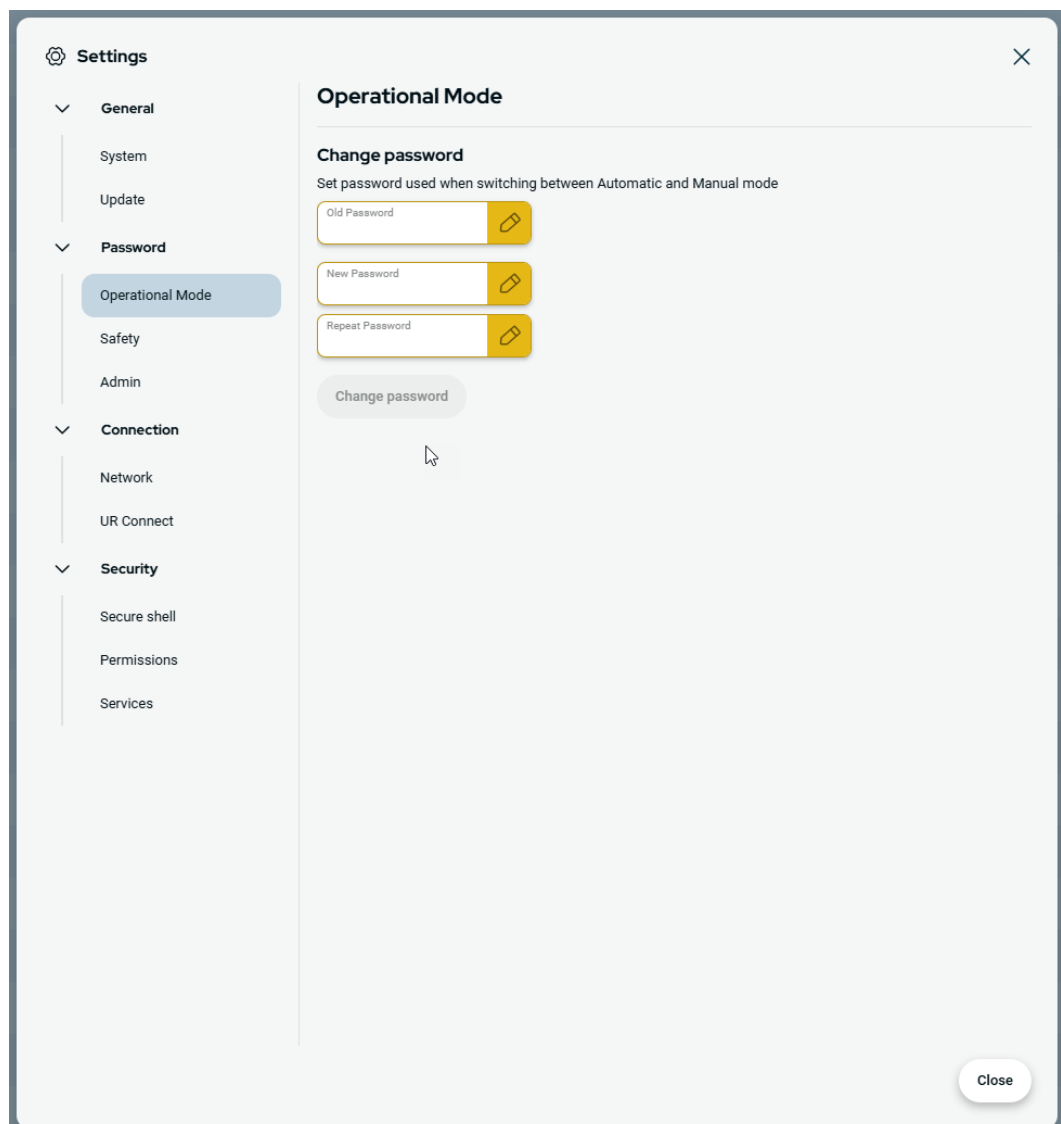 Settings
General
System
Update
Password
Operational Mode
Safety
Admin
Connection
Network
UR Connect
Security
Secure shell
Permissions
Services
Operational Mode
Change password
Set password used when switching between Automatic and Manual mode
Old Password
New Password
Repeat Password
Change password
Close